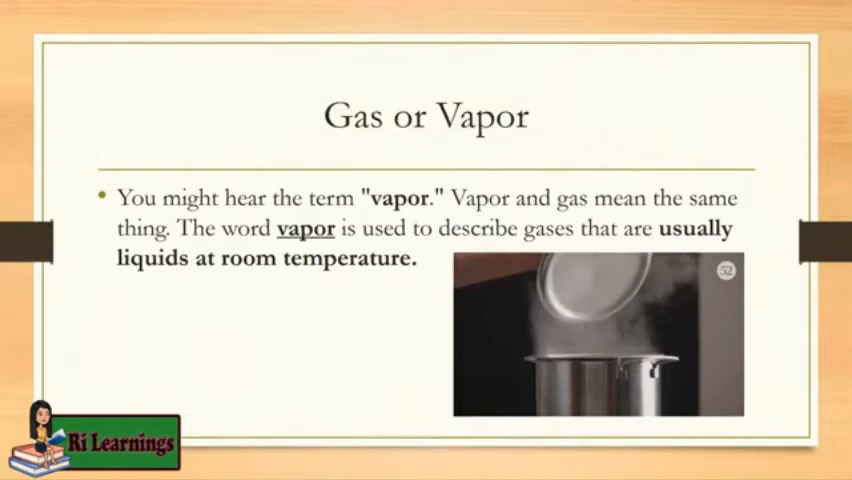 Gas or Vapor
• You might hear the term "vapor." Vapor and gas mean the same
thing. The word vapor is used to describe gases that are usually
liquids at room temperature.
52
Ri Learnings